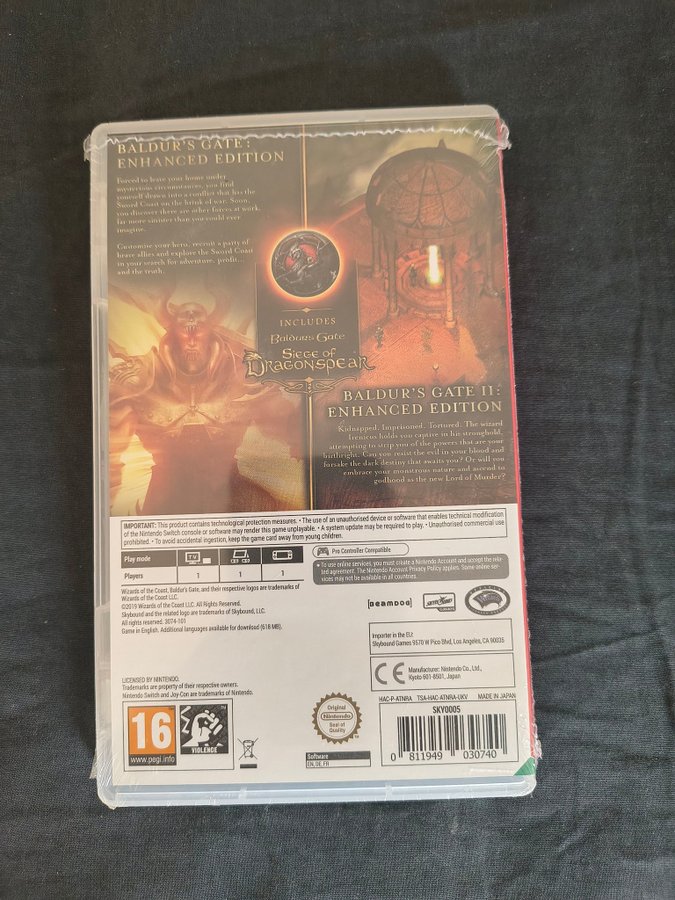 BALDUR'S GATE:
ENHANCED EDITION
Forced to leave your home under
mysterious circumstances, you find
yourself drawn into a conflict that has the
Sword Coast on the brink of war. Soon,
you discover there are other forces at work,
far more sinister than you could ever
imagine.
Customise your hero, recruit a party of
brave allies and explore the Sword Coast
in your search for adventure, profit...
and the truth.
INCLUDES
Baldur's Gate
Siege of
Dragonspear
BALDUR'S GATE II:
ENHANCED EDITION
Kidnapped. Imprisoned. Tortured. The wizard
Irenicus holds you captive in his stronghold,
attempting to strip you of the powers that are your
birthright. Can you resist the evil in your blood and
forsake the dark destiny that awaits you? Or will you
embrace your monstrous nature and ascend to
godhood as the new Lord of Murder?
IMPORTANT: This product contains technological protection measures. • The use of an unauthorised device or software that enables technical modification
of the Nintendo Switch console or software may render this game unplayable. • A system update may be required to play. • Unauthorised commercial use
prohibited. • To avoid accidental ingestion, keep the game card away from young children.
Play mode
TV
Players
1
1
1
Pro Controller Compatible
• To use online services, you must create a Nintendo Account and accept the rela-
ted agreement. The Nintendo Account Privacy Policy applies. Some online ser-
vices may not be available in all countries.
Wizards of the Coast, Baldur's Gate, and their respective logos are trademarks of
Wizards of the Coast LLC.
©2019 Wizards of the Coast LLC. All Rights Reserved.
Skybound and the related logo are trademarks of Skybound, LLC.
All rights reserved. 3074-101
Game in English. Additional languages available for download (618 MB).
BEAMDOG
SKYBOUND
GAMES
Importer in the EU:
Skybound Games 9570 W Pico Blvd, Los Angeles, CA 90035
CE
Manufacturer: Nintendo Co., Ltd.,
Kyoto 601-8501, Japan
LICENSED BY NINTENDO.
Trademarks are property of their respective owners.
Nintendo Switch and Joy-Con are trademarks of Nintendo.
HAC-P-ATNRA TSA-HAC-ATNRA-UKV MADE IN JAPAN
16
www.pegi.info
VIOLENCE
Original
Nintendo
Seal of
Quality
Software
EN, DE, FR
SKY0005
0 811949 030740